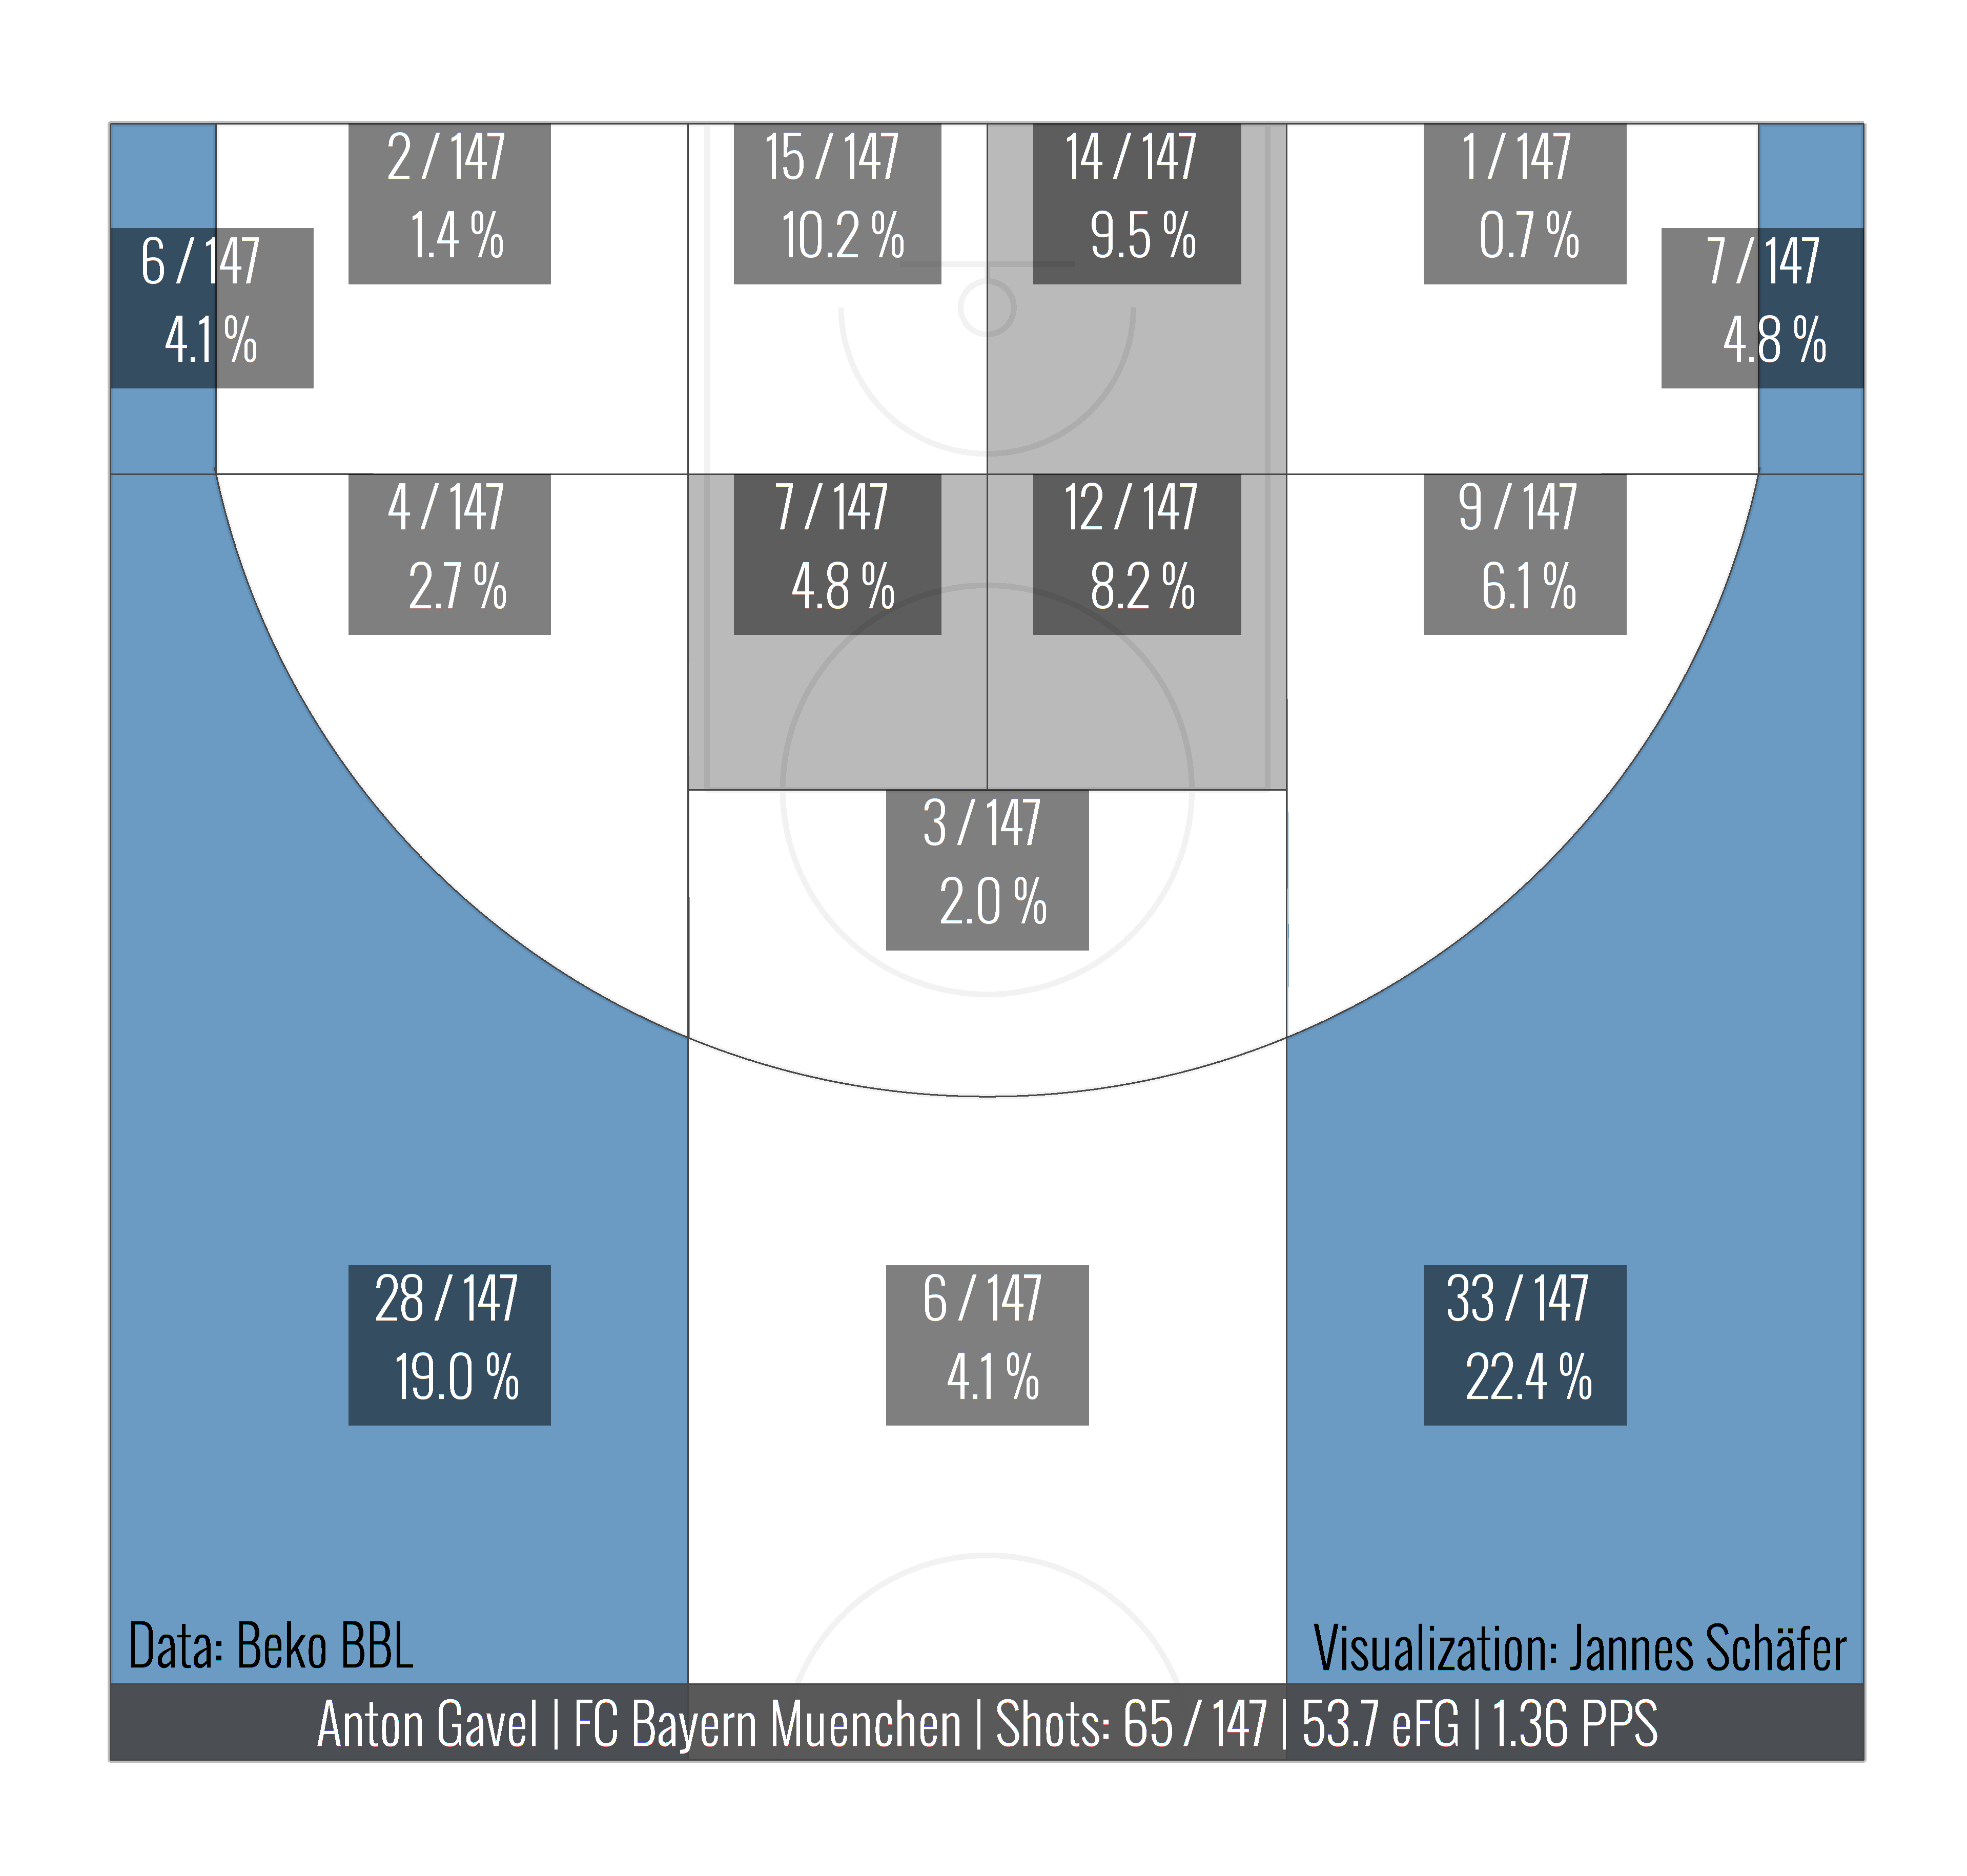 2 / 147
1.4 %
15 / 147
10.2 %
14 / 147
9.5 %
1 / 147
0.7 %
6 / 147
4.1 %
7 / 147
4.8 %
4 / 147
2.7 %
7 / 147
4.8 %
12 / 147
8.2 %
9 / 147
6.1 %
3 / 147
2.0 %
28 / 147
19.0 %
6 / 147
4.1 %
33 / 147
22.4 %
Data: Beko BBL
Visualization: Jannes Schäfer
Anton Gavel | FC Bayern Muenchen | Shots: 65 / 147 | 53.7 eFG | 1.36 PPS